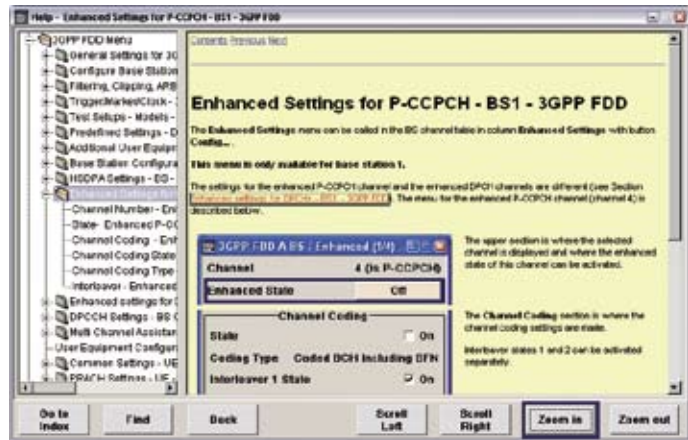 Help - Enhanced Settings for P-CCPCH - BS1 - 3GPP FDD
3GPP FDD Menu
General Settings for 3G
Configure Base Station
Filtering, Clipping, ARB
Trigger/Marker/Clock -
Test Setups - Models -
Predefined Settings - D
Additional User Equipm
Base Station Configura
HSDPA Settings - BS -
Channel Number - Enh
State - Enhanced P-CC
Channel Coding - Enh
Channel Coding State
Channel Coding Type
Interleaver - Enhanced
Enhanced settings for D
DPCCH Settings - BS C
Multi Channel Assistan
User Equipment Configura
Common Settings - UE
PRACH Settings - UE -
Contents Previous Next
Enhanced Settings for P-CCPCH - BS1 - 3GPP FDD
The Enhanced Settings menu can be called in the BS channel table in column Enhanced Settings with button
Config... .
This menu is only available for base station 1.
The settings for the enhanced P-CCPCH channel and the enhanced DPCH channels are different (see Section
Enhanced settings for DPCHs - BS1 - 3GPP FDD). The menu for the enhanced P-CCPCH channel (channel 4) is
described below.
3GPP FDD A BS 1 Enhanced (1/4)
Channel 4 (is P-CCPCH)
Enhanced State Off
The upper section is where the selected
channel is displayed and where the enhanced
state of this channel can be activated.
Channel Coding
State On
Coding Type Coded BCH Including SFN
Interleaver 1 State On
The Channel Coding section is where the
channel coding settings are made.
Interleaver states 1 and 2 can be activated
separately.
Go to
Index
Find
Back
Scroll
Left
Scroll
Right
Zoom in
Zoom out